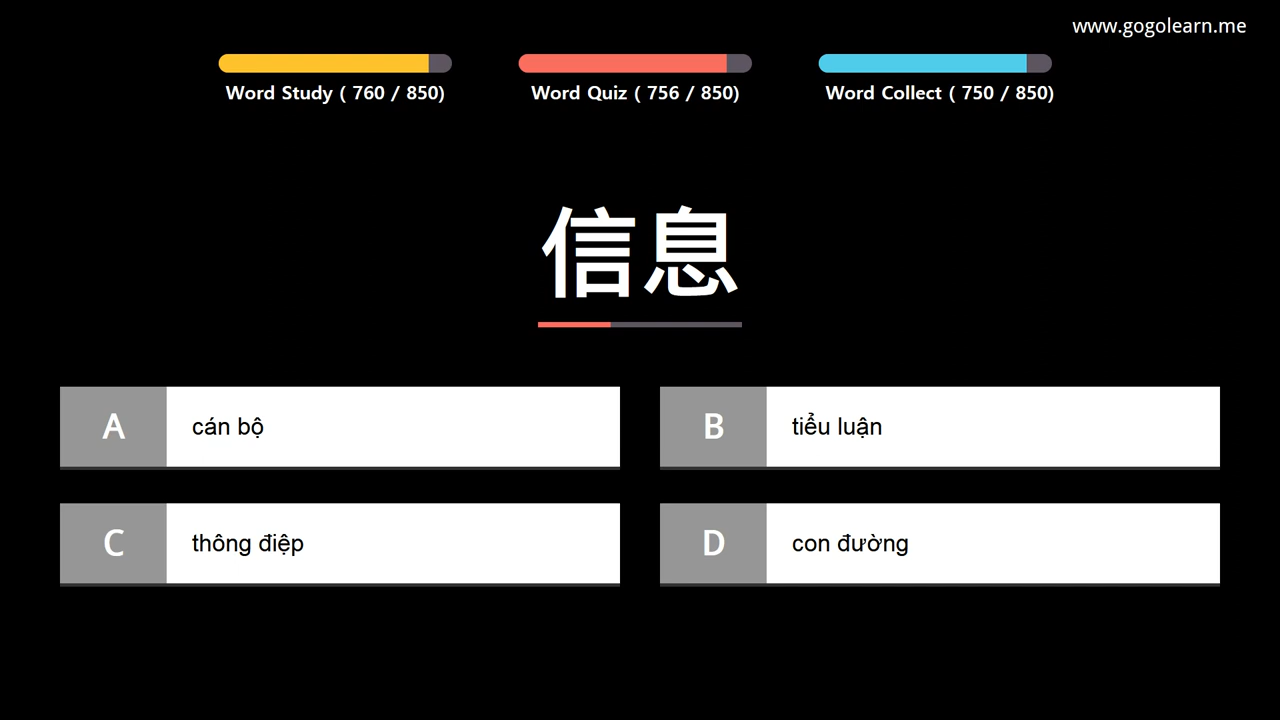 www.gogolearn.me
Word Study ( 760 / 850)
Word Quiz ( 756 / 850)
Word Collect ( 750 / 850)
信息
A cán bộ
B tiểu luận
C thông điệp
D con đường